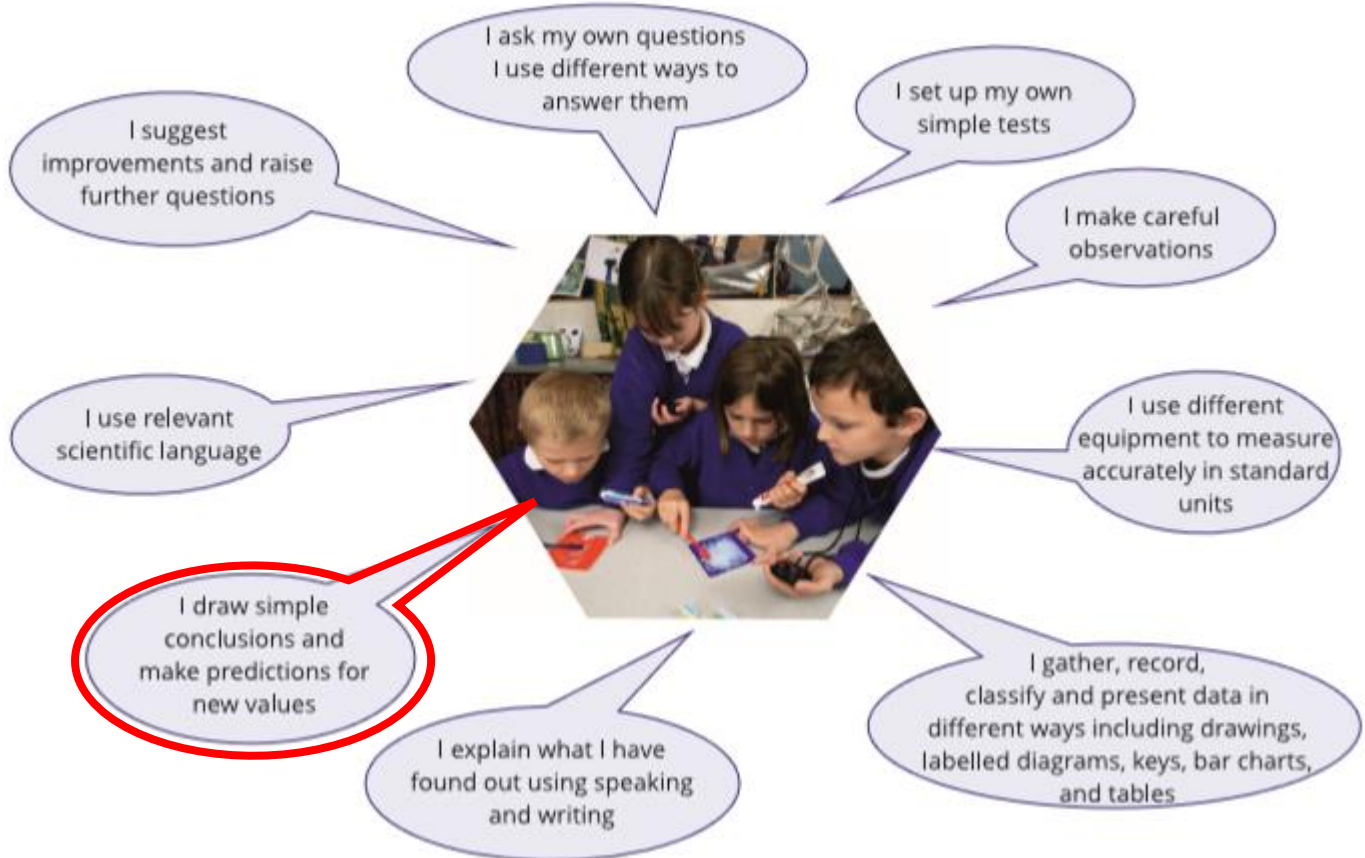 I ask my own questions
I use different ways to
answer them
I set up my own
simple tests
I suggest
improvements and raise
further questions
I make careful
observations
I use relevant
scientific language
I use different
equipment to measure
accurately in standard
units
I draw simple
conclusions and
make predictions for
new values
I gather, record,
classify and present data in
different ways including drawings,
labelled diagrams, keys, bar charts,
and tables
I explain what I have
found out using speaking
and writing